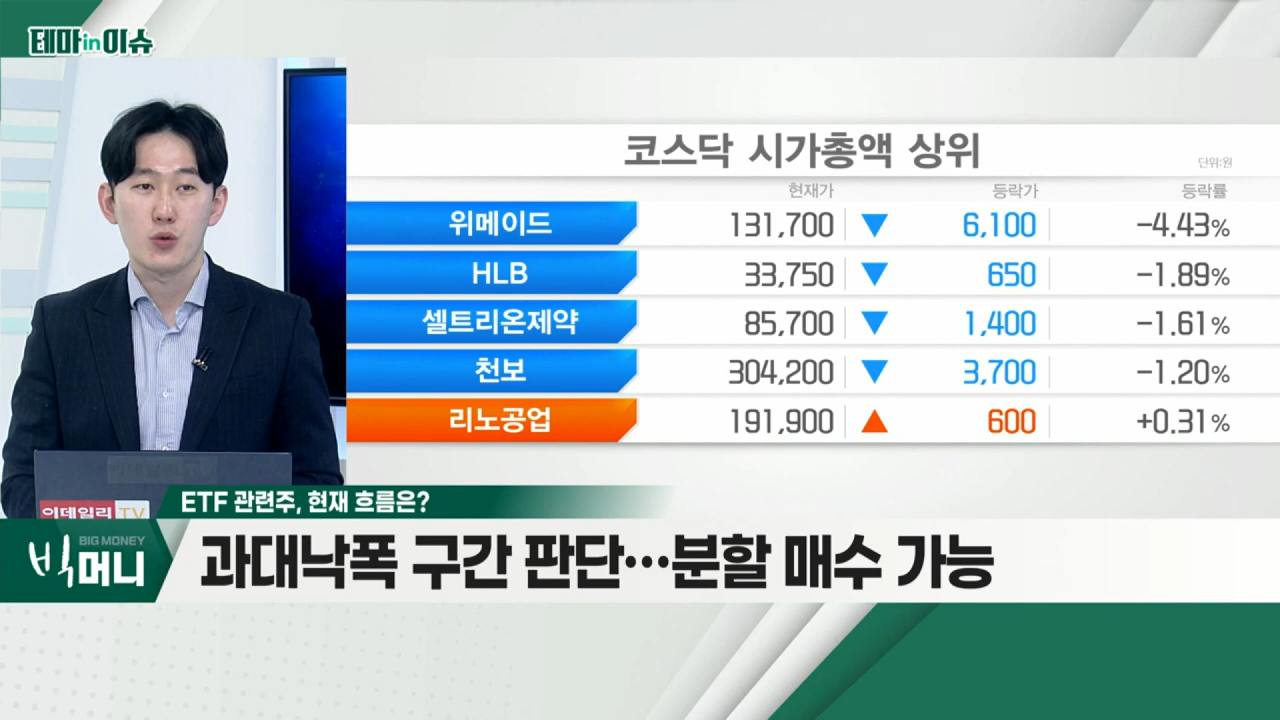 테마in이슈
코스닥 시가총액 상위
단위:원
현재가 등락가 등락률
위메이드 131,700 ▼ 6,100 -4.43%
HLB 33,750 ▼ 650 -1.89%
셀트리온제약 85,700 ▼ 1,400 -1.61%
천보 304,200 ▼ 3,700 -1.20%
리노공업 191,900 ▲ 600 +0.31%
이데일리TV
ETF 관련주, 현재 흐름은?
BIG MONEY
빅머니
과대낙폭 구간 판단…분할 매수 가능